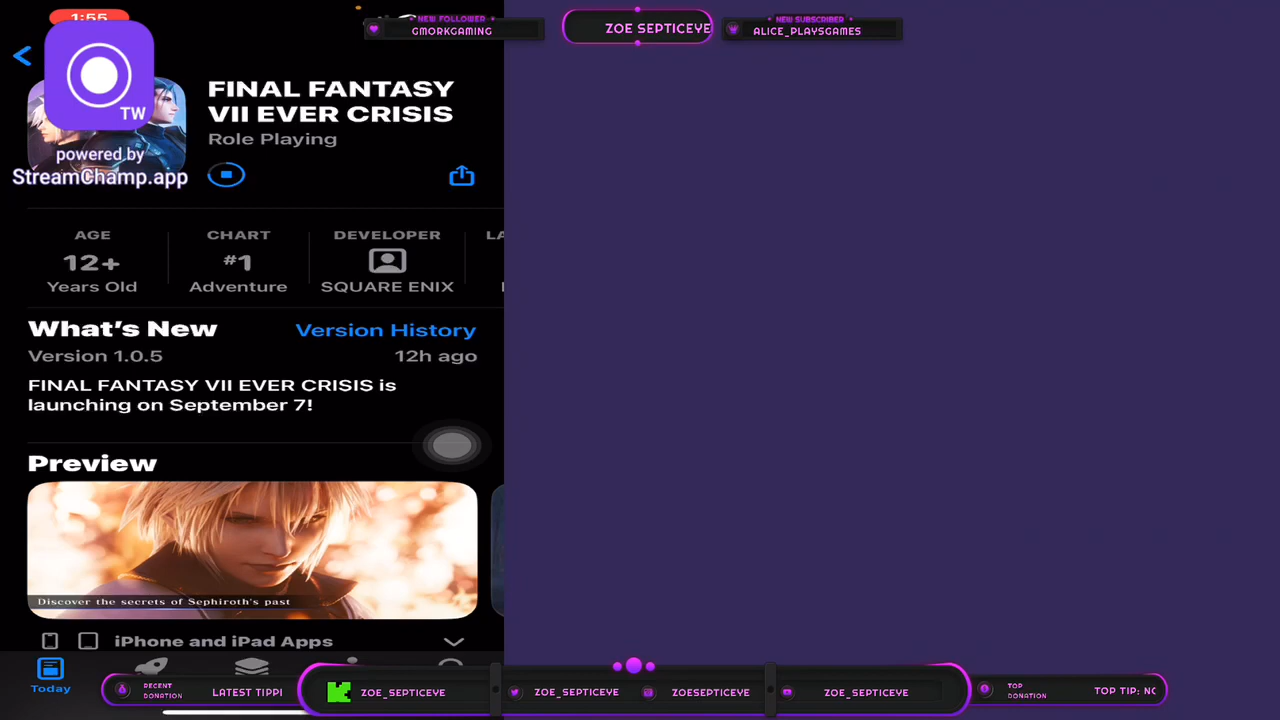 1:55
NEW FOLLOWER
GMORKGAMING
ZOE SEPTICEYE
NEW SUBSCRIBER
ALICE_PLAYSGAMES
TW
powered by
StreamChamp.app
FINAL FANTASY
VII EVER CRISIS
Role Playing
AGE
12+
Years Old
CHART
#1
Adventure
DEVELOPER
SQUARE ENIX
What's New
Version History
Version 1.0.5
12h ago
FINAL FANTASY VII EVER CRISIS is
launching on September 7!
Preview
Discover the secrets of Sephiroth's past
iPhone and iPad Apps
Today
RECENT
DONATION
LATEST TIPPI
ZOE_SEPTICEYE
ZOE_SEPTICEYE
ZOESEPTICEYE
ZOE_SEPTICEYE
TOP
DONATION
TOP TIP: